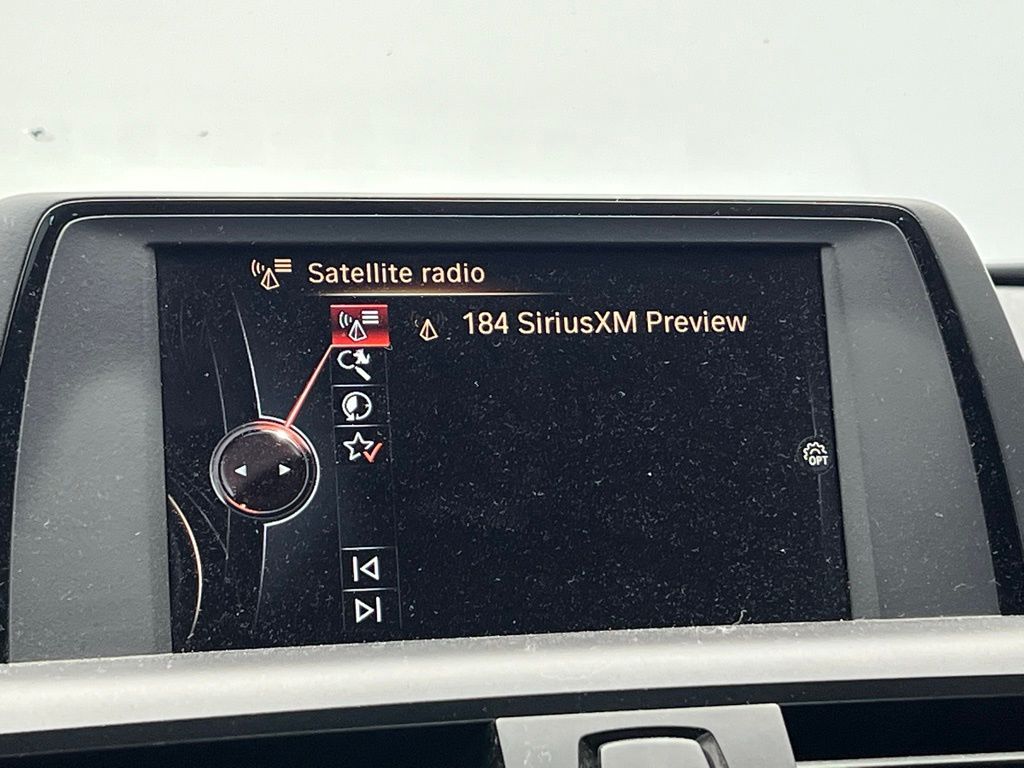 Satellite radio
184 SiriusXM Preview
OPT